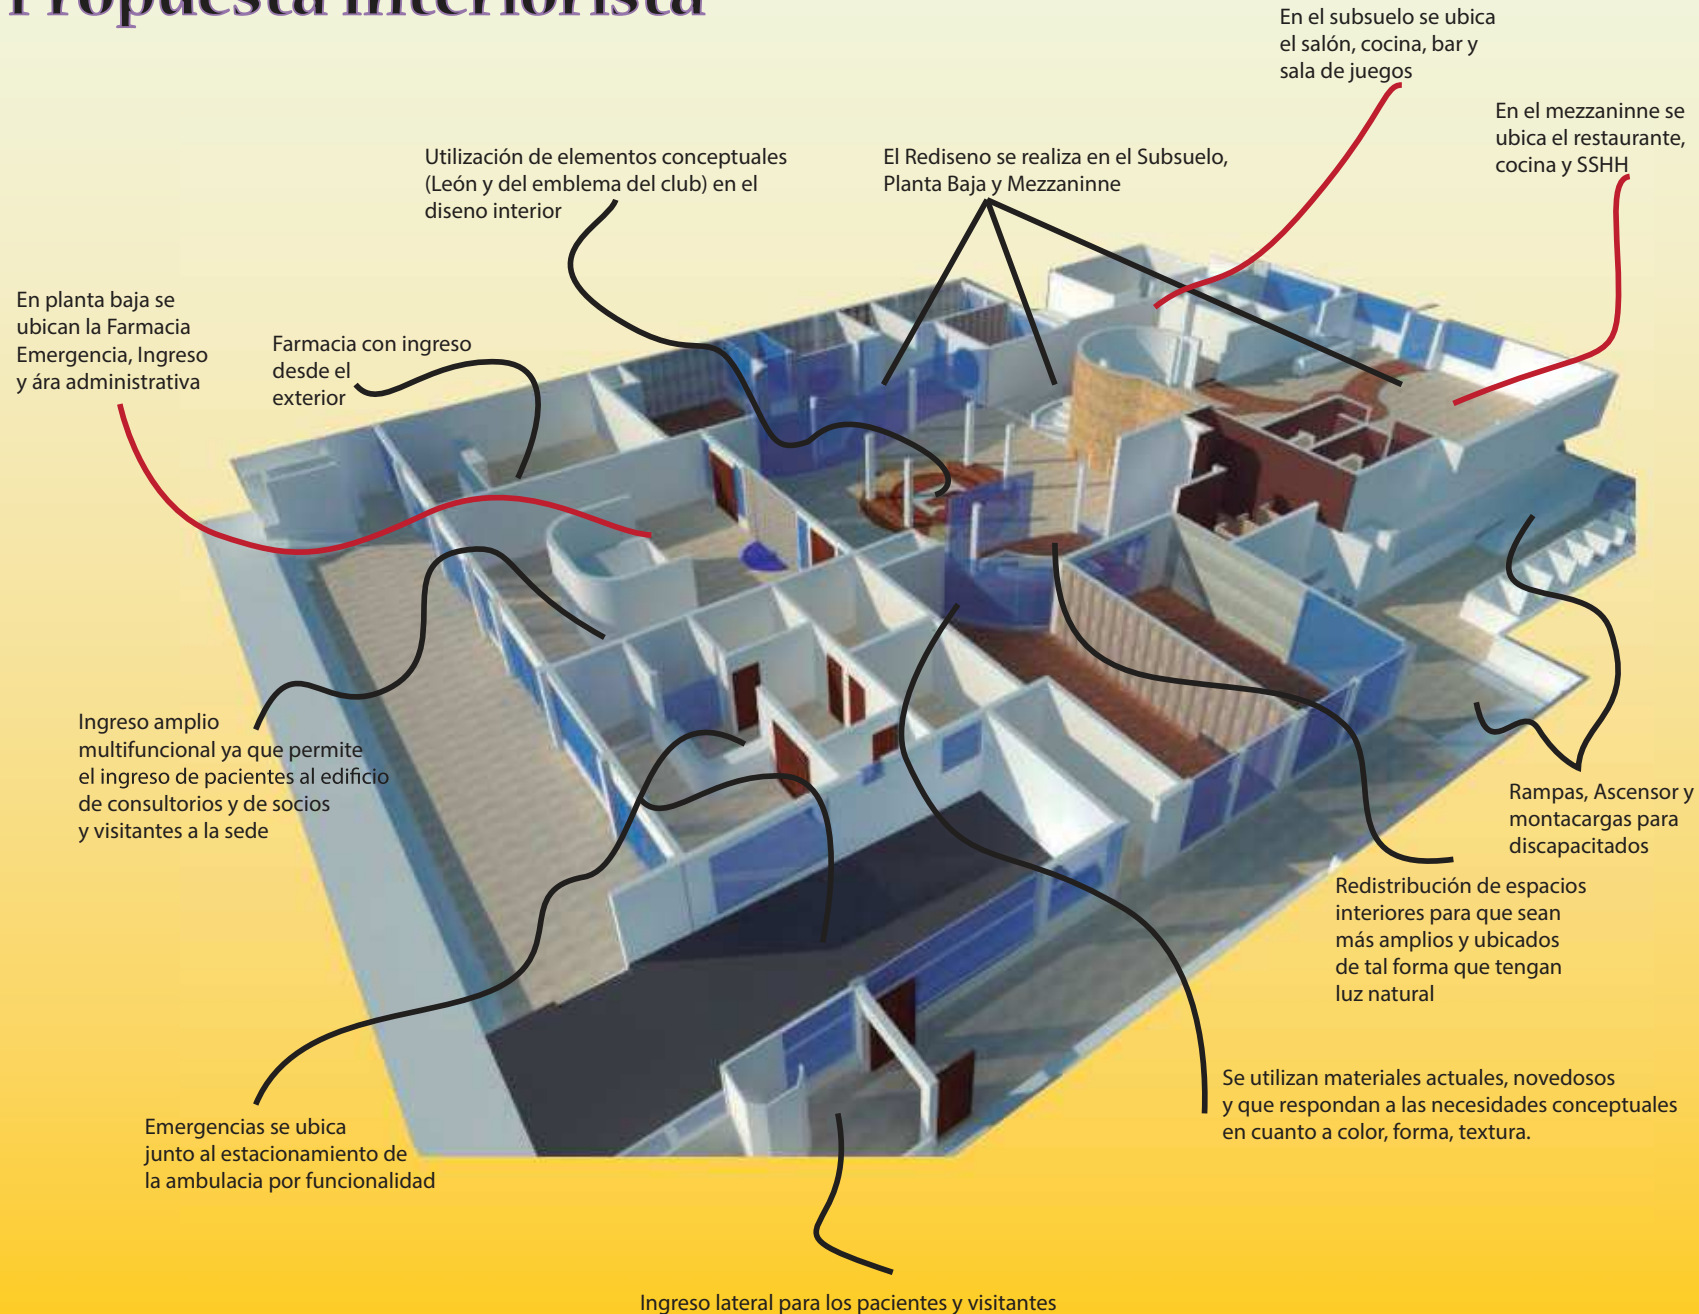 Propuesta interiorista
En el subsuelo se ubica
el salón, cocina, bar y
sala de juegos
En el mezzaninne se
ubica el restaurante,
cocina y SSHH
Utilización de elementos conceptuales
(León y del emblema del club) en el
diseno interior
El Rediseno se realiza en el Subsuelo,
Planta Baja y Mezzaninne
En planta baja se
ubican la Farmacia
Emergencia, Ingreso
y ára administrativa
Farmacia con ingreso
desde el
exterior
Ingreso amplio
multifuncional ya que permite
el ingreso de pacientes al edificio
de consultorios y de socios
y visitantes a la sede
Rampas, Ascensor y
montacargas para
discapacitados
Redistribución de espacios
interiores para que sean
más amplios y ubicados
de tal forma que tengan
luz natural
Se utilizan materiales actuales, novedosos
y que respondan a las necesidades conceptuales
en cuanto a color, forma, textura.
Emergencias se ubica
junto al estacionamiento de
la ambulacia por funcionalidad
Ingreso lateral para los pacientes y visitantes